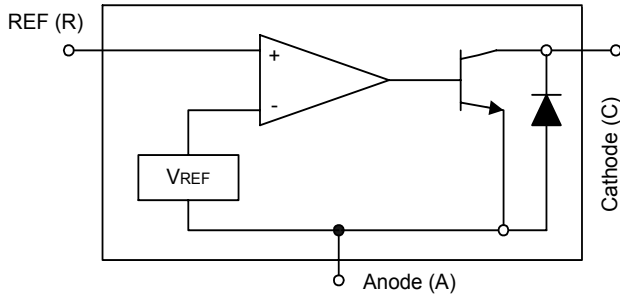 REF (R)
+
-
VREF
Cathode (C)
Anode (A)